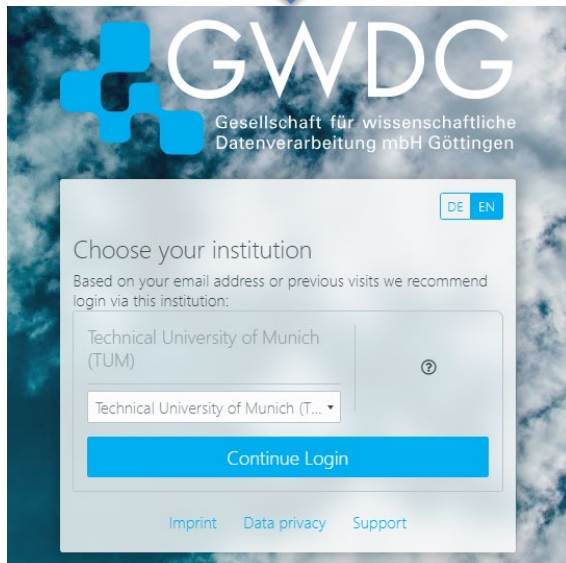 GWDG
Gesellschaft für wissenschaftliche
Datenverarbeitung mbH Göttingen
DE EN
Choose your institution
Based on your email address or previous visits we recommend
login via this institution:
Technical University of Munich
(TUM)
?
Technical University of Munich (T...
Continue Login
Imprint Data privacy Support